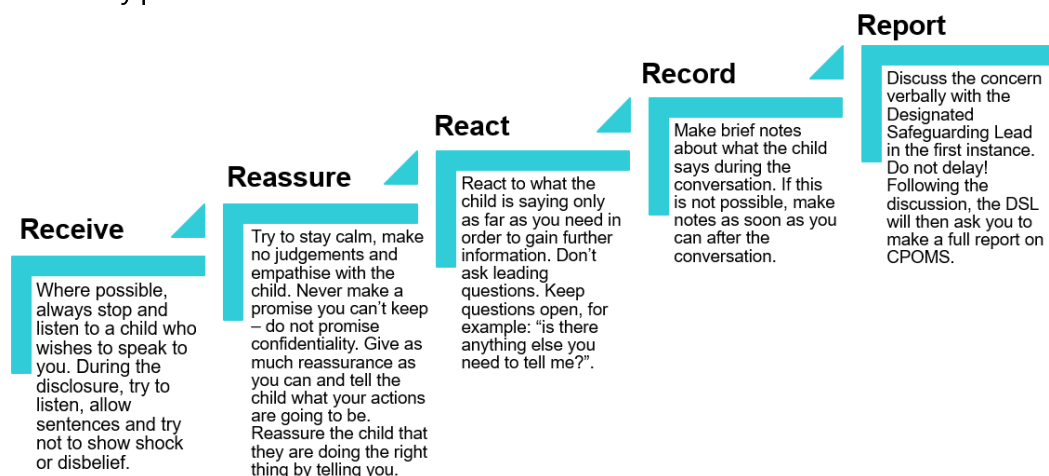 Receive
Where possible,
always stop and
listen to a child who
wishes to speak to
you. During the
disclosure, try to
listen, allow
sentences and try
not to show shock
or disbelief.
Reassure
Try to stay calm, make
no judgements and
empathise with the
child. Never make a
promise you can't keep
– do not promise
confidentiality. Give as
much reassurance as
you can and tell the
child what your actions
are going to be.
Reassure the child that
they are doing the right
thing by telling you.
React
React to what the
child is saying only
as far as you need in
order to gain further
information. Don't
ask leading
questions. Keep
questions open, for
example: “is there
anything else you
need to tell me?”.
Record
Make brief notes
about what the child
says during the
conversation. If this
is not possible, make
notes as soon as you
can after the
conversation.
Report
Discuss the concern
verbally with the
Designated
Safeguarding Lead
in the first instance.
Do not delay!
Following the
discussion, the DSL
will then ask you to
make a full report on
CPOMS.